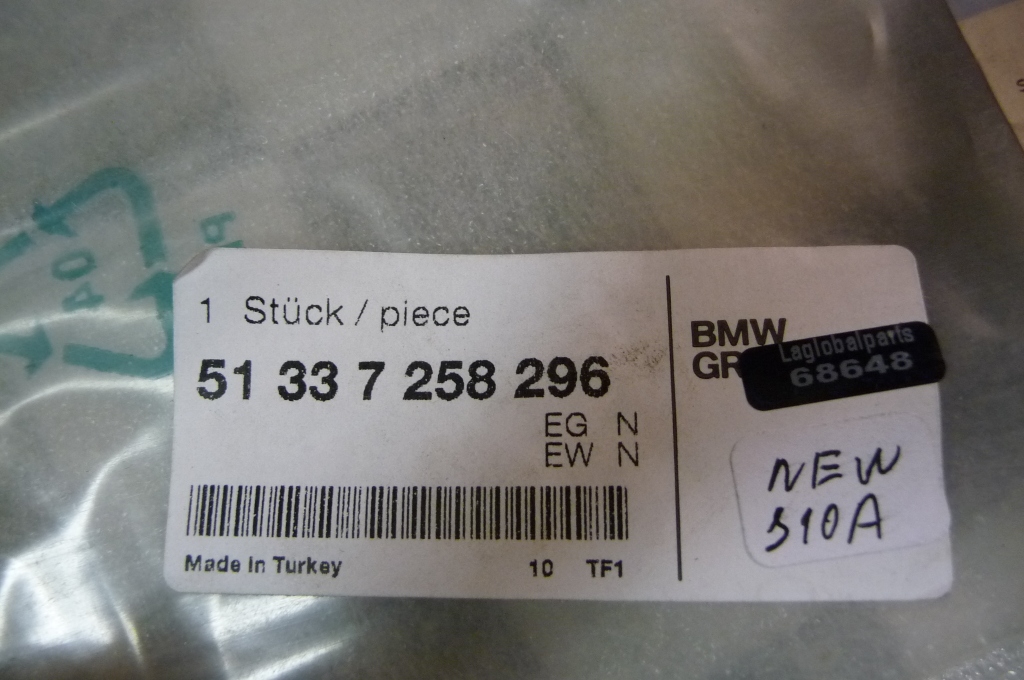 1 Stück / piece
51 33 7 258 296
EG N
EW N
Made in Turkey 10 TF1
BMW
GR
Laglobalparts
68648
NEW
510A